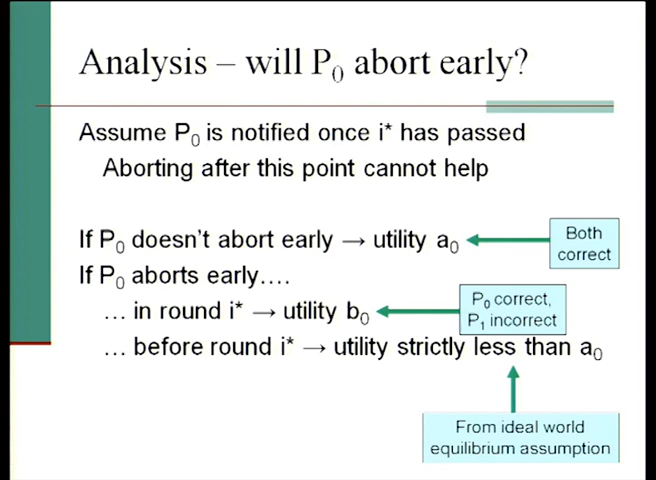 Analysis – will P₀ abort early?
Assume P₀ is notified once i* has passed
Aborting after this point cannot help
If P₀ doesn't abort early → utility a₀
Both
correct
If P₀ aborts early….
… in round i* → utility b₀
P₀ correct,
P₁ incorrect
… before round i* → utility strictly less than a₀
From ideal world
equilibrium assumption